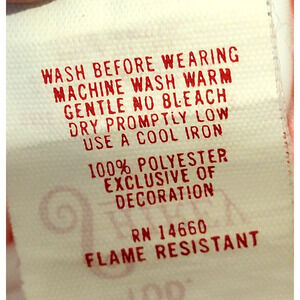 WASH BEFORE WEARING
MACHINE WASH WARM
GENTLE NO BLEACH
DRY PROMPTLY LOW
USE A COOL IRON
100% POLYESTER
EXCLUSIVE OF
DECORATION
RN 14660
FLAME RESISTANT